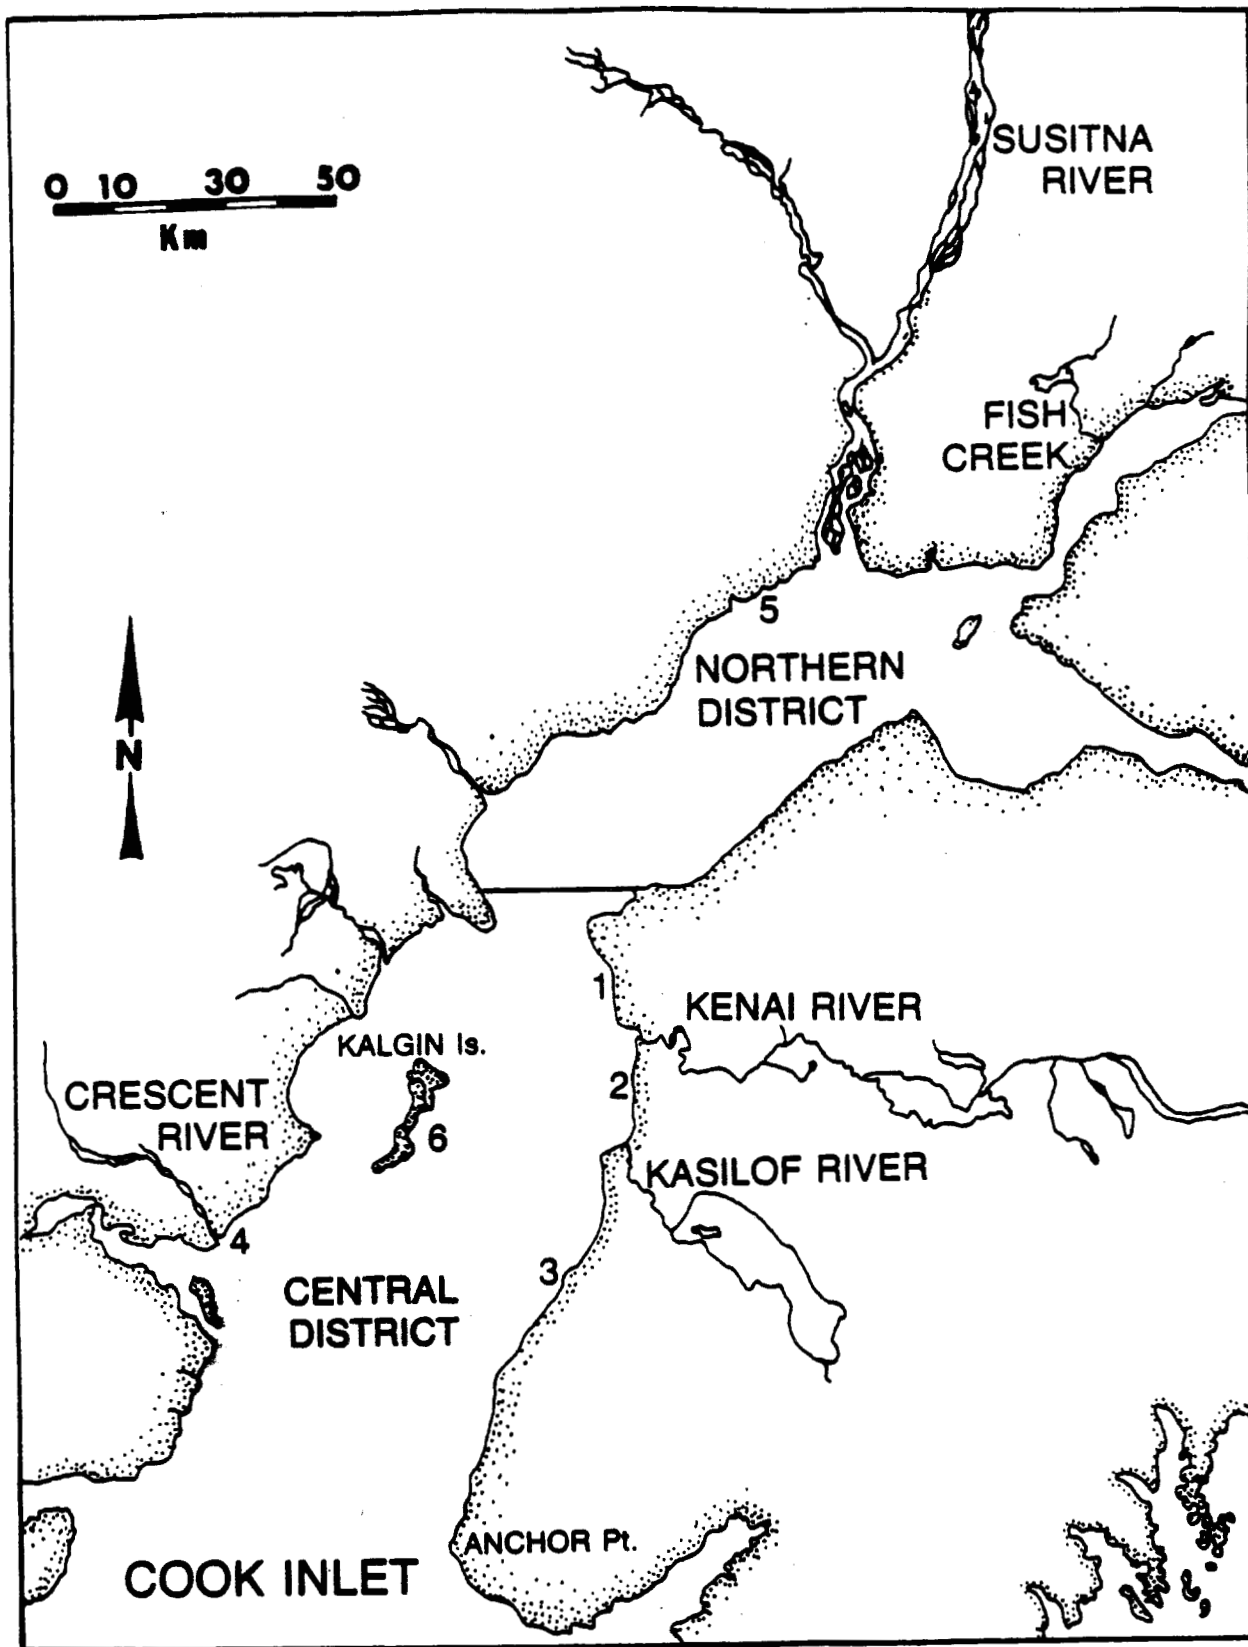 SUSITNA
RIVER
0 10 30 50
Km
FISH
CREEK
5
NORTHERN
DISTRICT
N
1
KENAI RIVER
KALGIN Is.
2
CRESCENT
RIVER
6
KASILOF RIVER
4
3
CENTRAL
DISTRICT
ANCHOR Pt.
COOK INLET